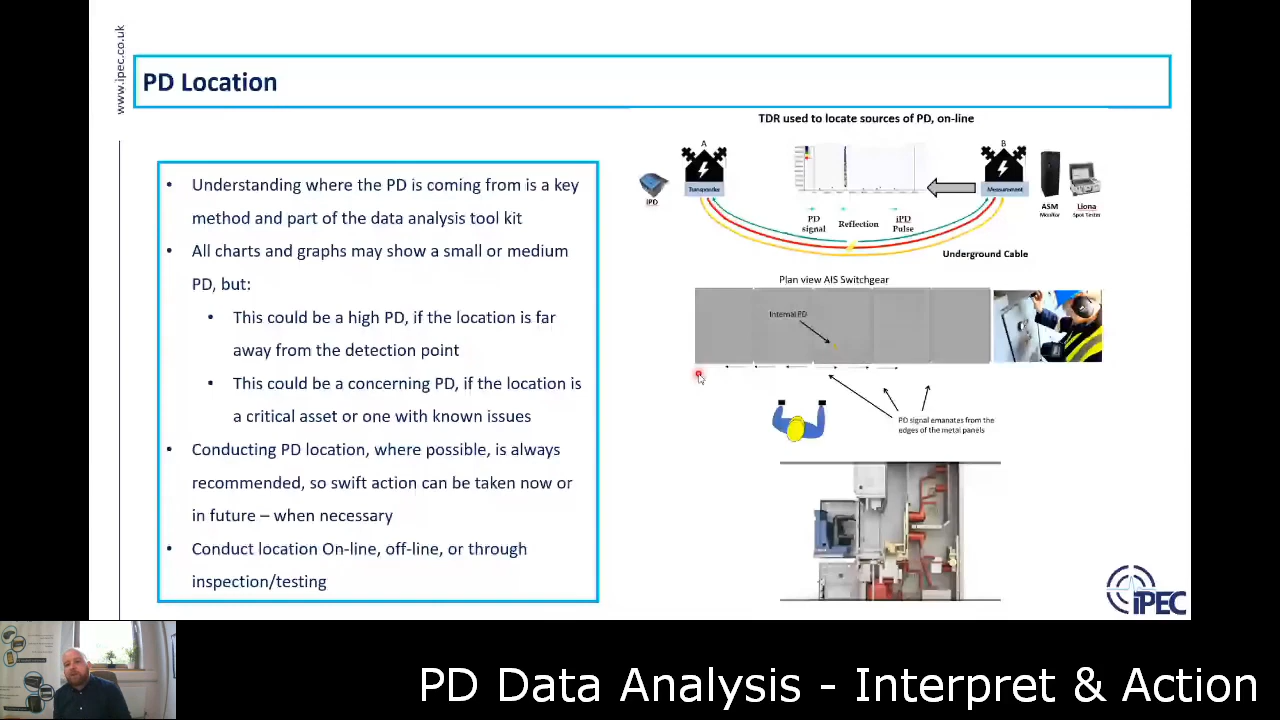 www.ipec.co.uk
PD Location
• Understanding where the PD is coming from is a key
method and part of the data analysis tool kit
• All charts and graphs may show a small or medium
PD, but:
• This could be a high PD, if the location is far
away from the detection point
• This could be a concerning PD, if the location is
a critical asset or one with known issues
• Conducting PD location, where possible, is always
recommended, so swift action can be taken now or
in future – when necessary
• Conduct location On-line, off-line, or through
inspection/testing
TDR used to locate sources of PD, on-line
A
B
iPD
Transponder
Measurement
ASM
Monitor
Liona
Spot Tester
PD
signal
Reflection
iPD
Pulse
Underground Cable
Plan view AIS Switchgear
Internal PD
PD signal emanates from the
edges of the metal panels
iPEC
PD Data Analysis - Interpret & Action